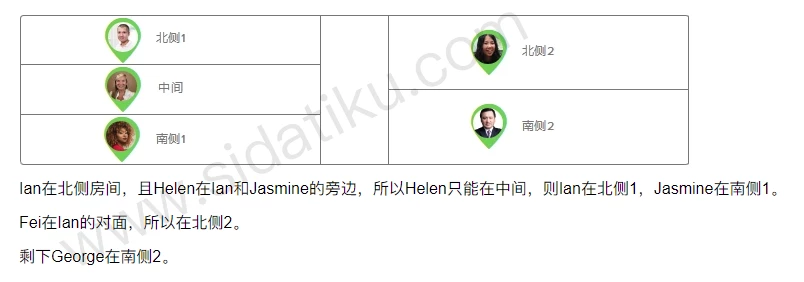 北侧1
北侧2
中间
南侧2
南侧1
Ian在北侧房间，且Helen在Ian和Jasmine的旁边，所以Helen只能在中间，则Ian在北侧1，Jasmine在南侧1。
Fei在Ian的对面，所以在北侧2。
剩下George在南侧2。
www.sidatiku.com